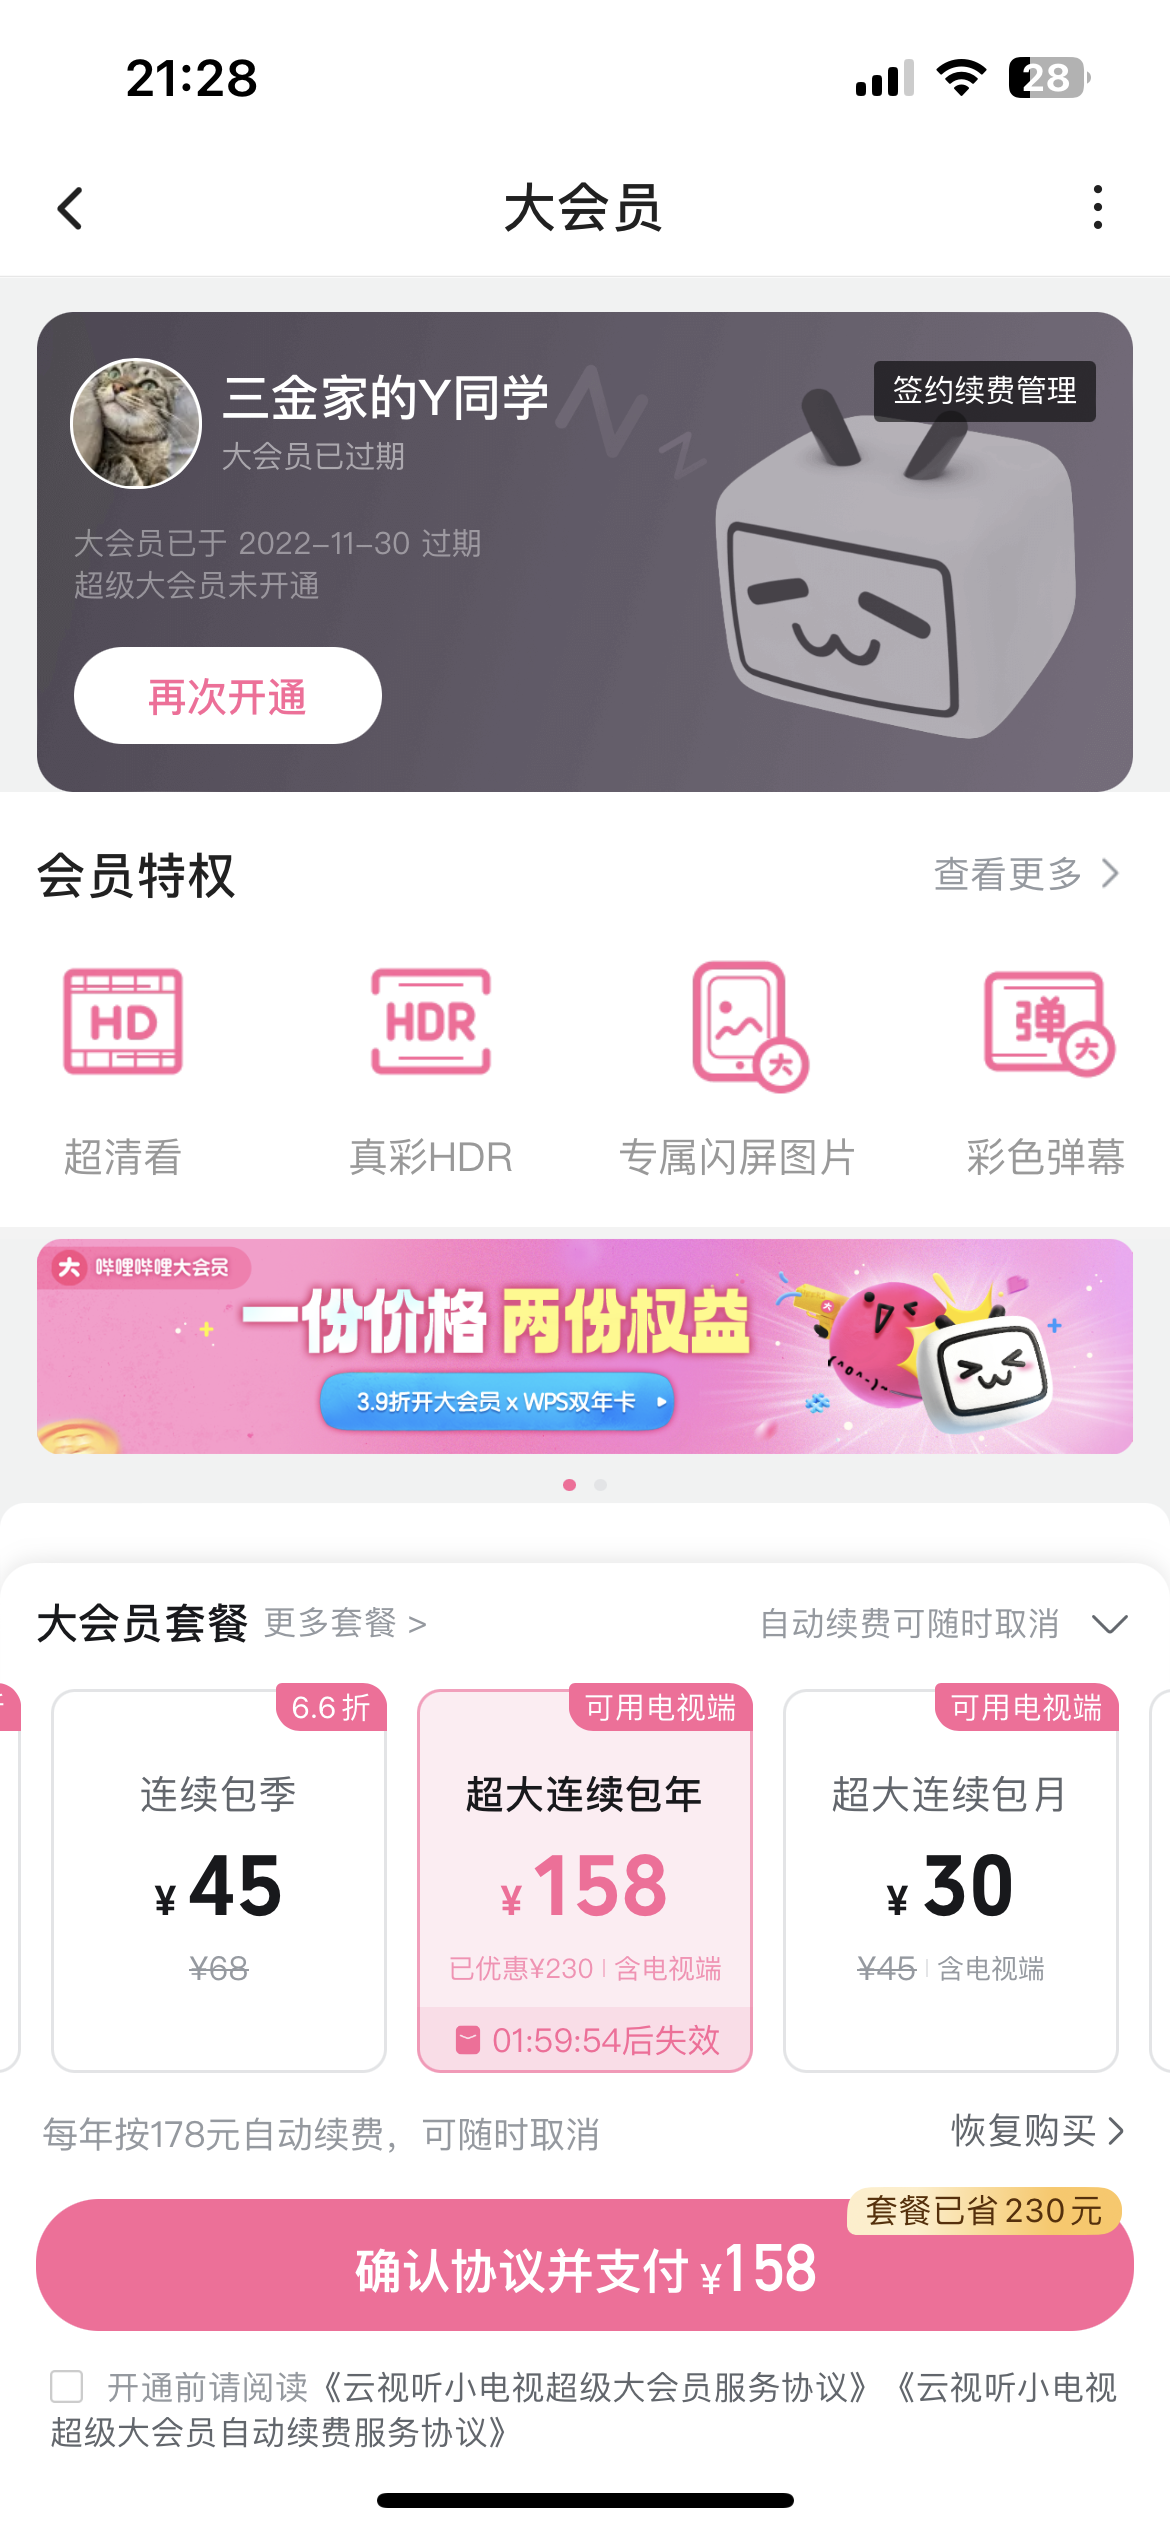 21:28
28
大会员
三金家的Y同学
签约续费管理
大会员已过期
大会员已于 2022-11-30 过期
超级大会员未开通
再次开通
会员特权
查看更多
HD
HDR
弹
大
大
超清看
真彩HDR
专属闪屏图片
彩色弹幕
大 哔哩哔哩大会员
一份价格 两份权益
3.9折开大会员 x WPS双年卡
大会员套餐 更多套餐 >
自动续费可随时取消
6.6折
连续包季
¥45
¥68
可用电视端
超大连续包年
¥158
已优惠¥230 | 含电视端
01:59:54后失效
可用电视端
超大连续包月
¥30
¥45 | 含电视端
每年按178元自动续费，可随时取消
恢复购买
套餐已省230元
确认协议并支付 ¥158
开通前请阅读《云视听小电视超级大会员服务协议》《云视听小电视
超级大会员自动续费服务协议》